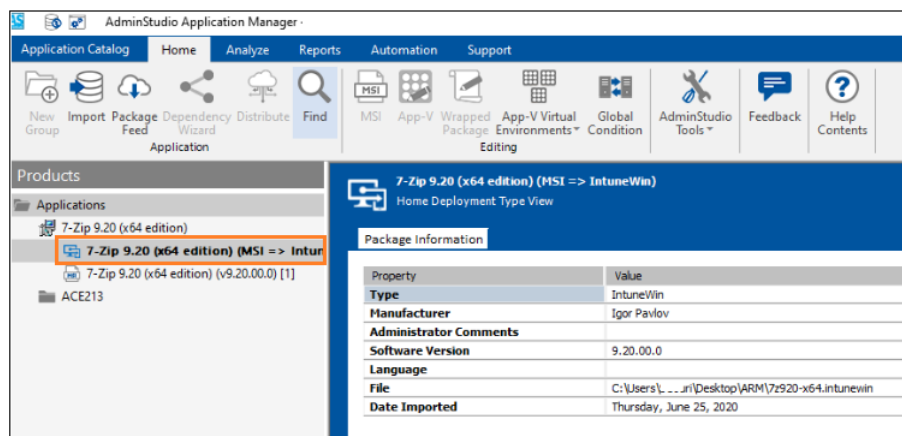 AdminStudio Application Manager -
Application Catalog Home Analyze Reports Automation Support
New Group Import Package Feed Dependency Wizard Distribute Find MSI App-V Wrapped Package App-V Virtual Environments Global Condition AdminStudio Tools Feedback Help Contents
Application Editing
Products
Applications
7-Zip 9.20 (x64 edition)
7-Zip 9.20 (x64 edition) (MSI => Intun
7-Zip 9.20 (x64 edition) (v9.20.00.0) [1]
ACE213
7-Zip 9.20 (x64 edition) (MSI => IntuneWin)
Home Deployment Type View
Package Information
Property Value
Type IntuneWin
Manufacturer Igor Pavlov
Administrator Comments
Software Version 9.20.00.0
Language
File C:\Users\ uri\Desktop\ARM\7z920-x64.intunewin
Date Imported Thursday, June 25, 2020